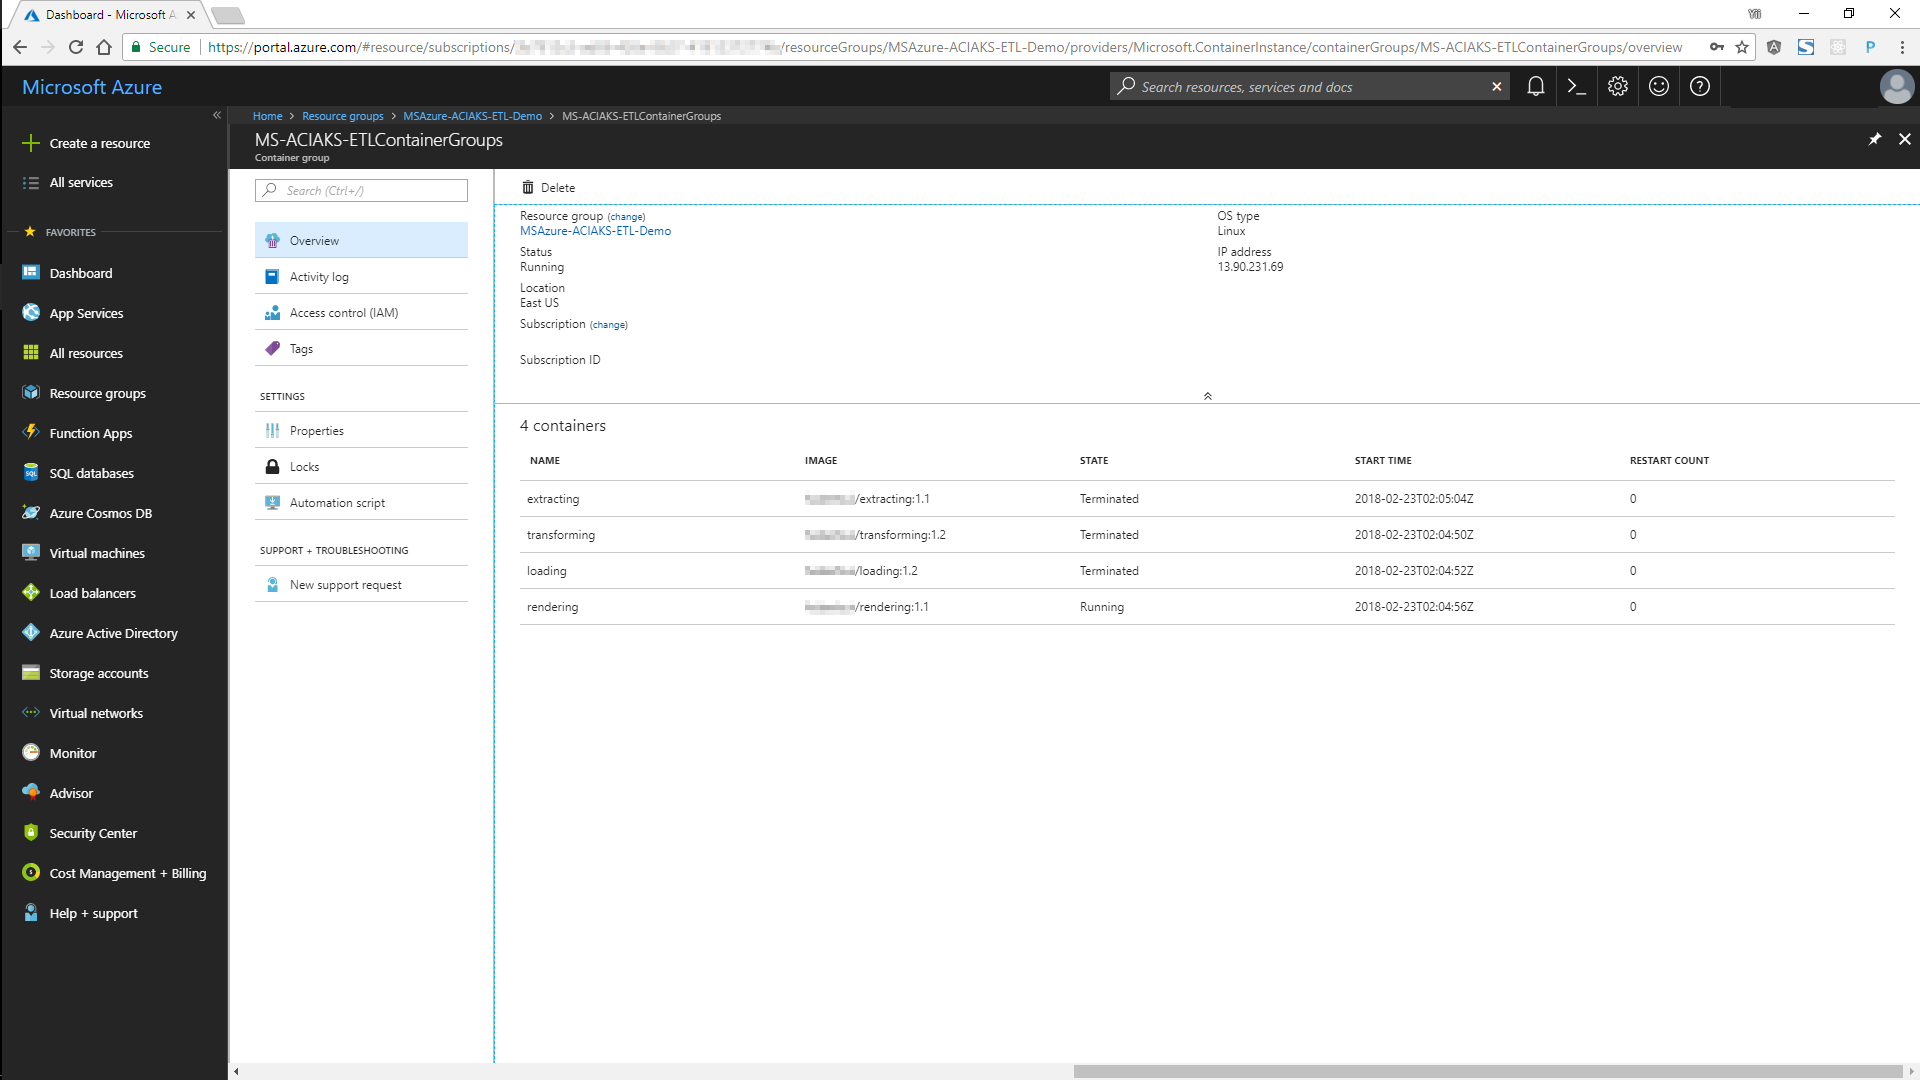 Dashboard - Microsoft A
Secure
https://portal.azure.com/#resource/subscriptions/
/resourceGroups/MSAzure-ACIAKS-ETL-Demo/providers/Microsoft.ContainerInstance/containerGroups/MS-ACIAKS-ETLContainerGroups/overview
Microsoft Azure
Search resources, services and docs
Create a resource
All services
FAVORITES
Dashboard
App Services
All resources
Resource groups
Function Apps
SQL databases
Azure Cosmos DB
Virtual machines
Load balancers
Azure Active Directory
Storage accounts
Virtual networks
Monitor
Advisor
Security Center
Cost Management + Billing
Help + support
Home > Resource groups > MSAzure-ACIAKS-ETL-Demo > MS-ACIAKS-ETLContainerGroups
MS-ACIAKS-ETLContainerGroups
Container group
Search (Ctrl+/)
Overview
Activity log
Access control (IAM)
Tags
SETTINGS
Properties
Locks
Automation script
SUPPORT + TROUBLESHOOTING
New support request
Delete
Resource group (change)
MSAzure-ACIAKS-ETL-Demo
Status
Running
Location
East US
Subscription (change)
Subscription ID
OS type
Linux
IP address
13.90.231.69
4 containers
NAME IMAGE STATE START TIME RESTART COUNT
extracting /extracting:1.1 Terminated 2018-02-23T02:05:04Z 0
transforming /transforming:1.2 Terminated 2018-02-23T02:04:50Z 0
loading /loading:1.2 Terminated 2018-02-23T02:04:52Z 0
rendering /rendering:1.1 Running 2018-02-23T02:04:56Z 0